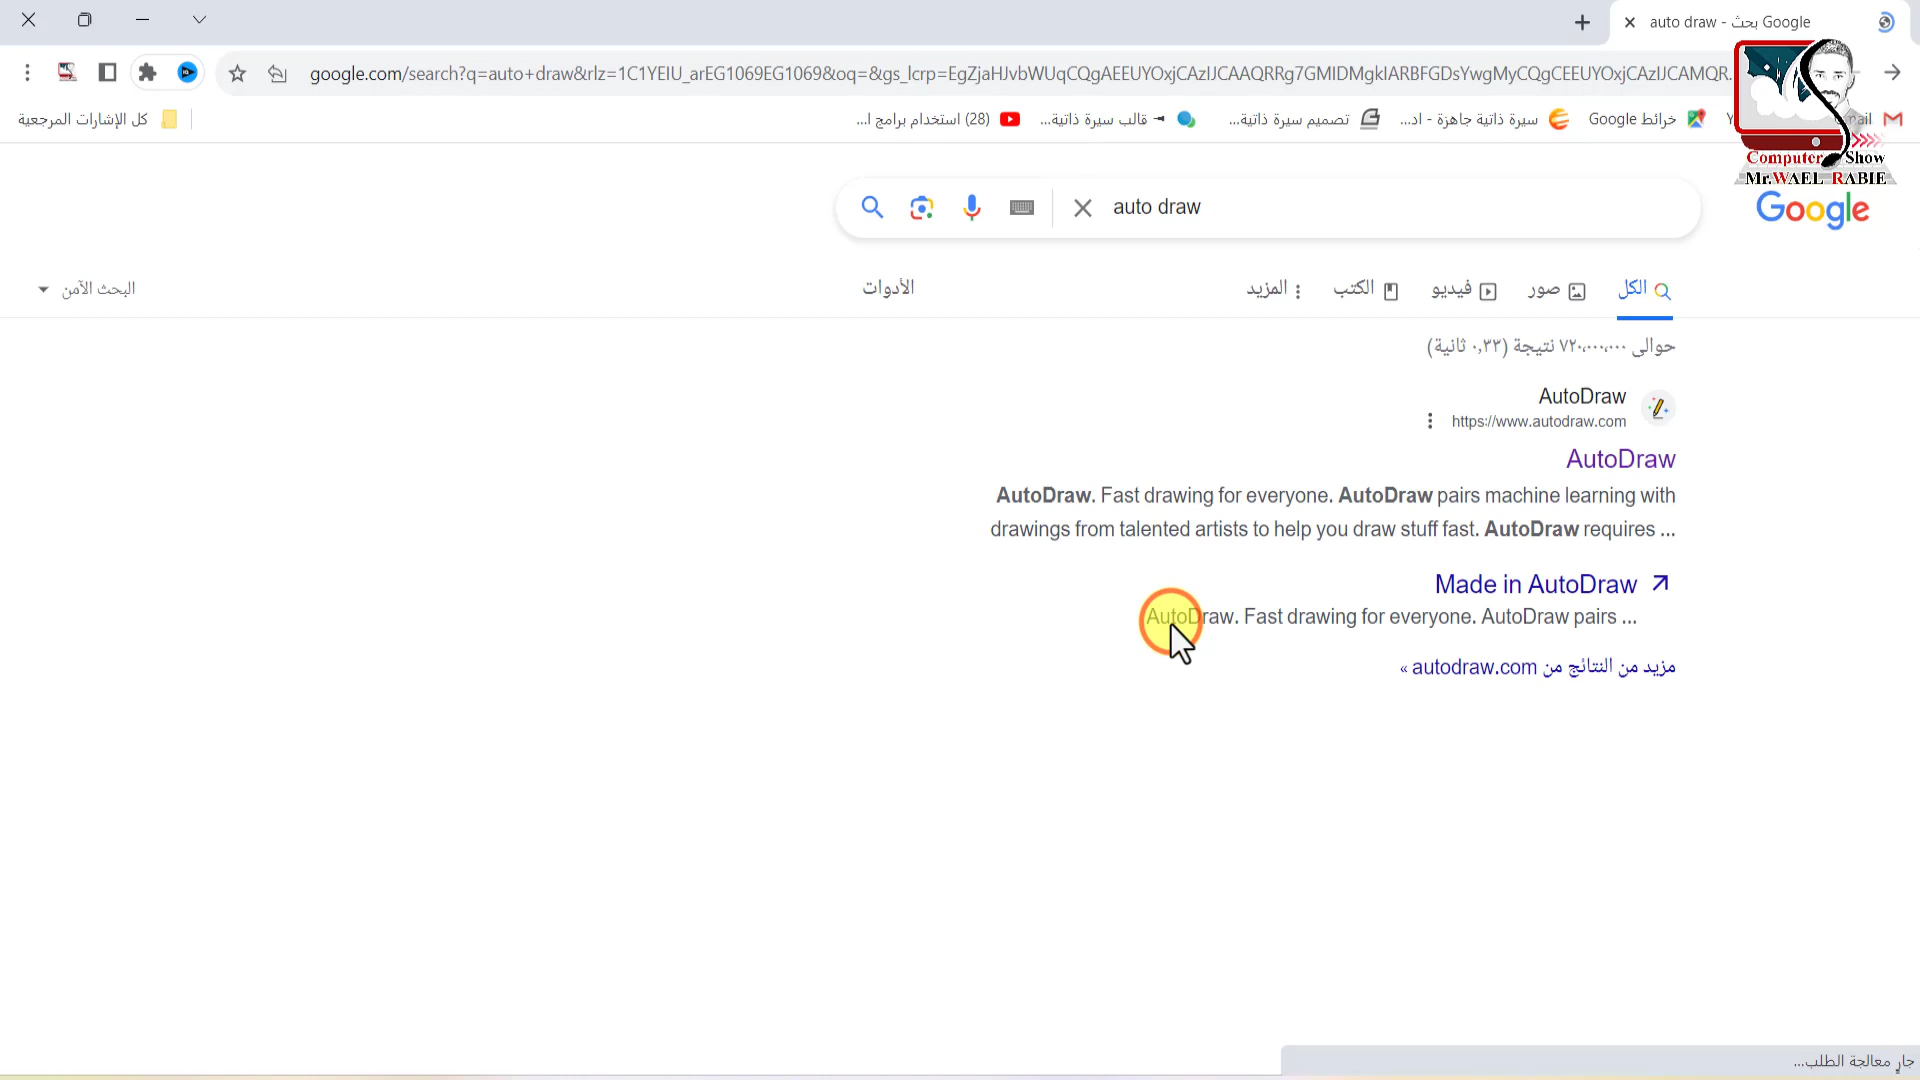 auto draw - بحث Google
google.com/search?q=auto+draw&rlz=1C1YEIU_arEG1069EG1069&oq=&gs_lcrp=EgZjaHJvbWUqCQgAEEUYOxjCAzIJCAAQRRg7GMIDMgkIARBFGDsYwgMyCQgCEEUYOxjCAzIJCAMQR...
خرائط Google
سيرة ذاتية جاهزة - اد...
تصميم سيرة ذاتية...
قالب سيرة ذاتية...
(28) استخدام برامج ا...
كل الإشارات المرجعية
Computer Show
Mr.WAEL RABIE
Google
auto draw
الكل
صور
فيديو
الكتب
المزيد
الأدوات
البحث الآمن
حوالى ٧٢٠,٠٠٠,٠٠٠ نتيجة (٠,٣٣ ثانية)
AutoDraw
https://www.autodraw.com
AutoDraw
AutoDraw. Fast drawing for everyone. AutoDraw pairs machine learning with
drawings from talented artists to help you draw stuff fast. AutoDraw requires ...
Made in AutoDraw
AutoDraw. Fast drawing for everyone. AutoDraw pairs ...
مزيد من النتائج من autodraw.com »
جارٍ معالجة الطلب...